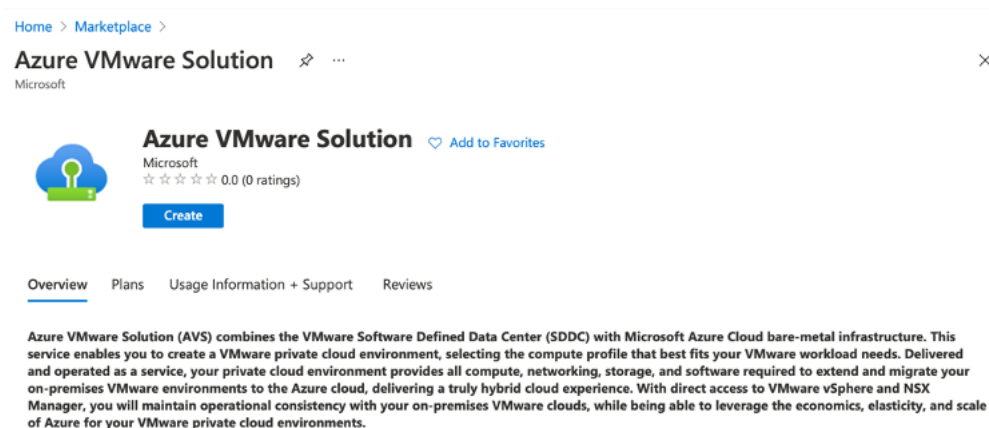 Home > Marketplace >
Azure VMware Solution ...
Microsoft
Azure VMware Solution Add to Favorites
Microsoft
0.0 (0 ratings)
Create
Overview Plans Usage Information + Support Reviews
Azure VMware Solution (AVS) combines the VMware Software Defined Data Center (SDDC) with Microsoft Azure Cloud bare-metal infrastructure. This
service enables you to create a VMware private cloud environment, selecting the compute profile that best fits your VMware workload needs. Delivered
and operated as a service, your private cloud environment provides all compute, networking, storage, and software required to extend and migrate your
on-premises VMware environments to the Azure cloud, delivering a truly hybrid cloud experience. With direct access to VMware vSphere and NSX
Manager, you will maintain operational consistency with your on-premises VMware clouds, while being able to leverage the economics, elasticity, and scale
of Azure for your VMware private cloud environments.